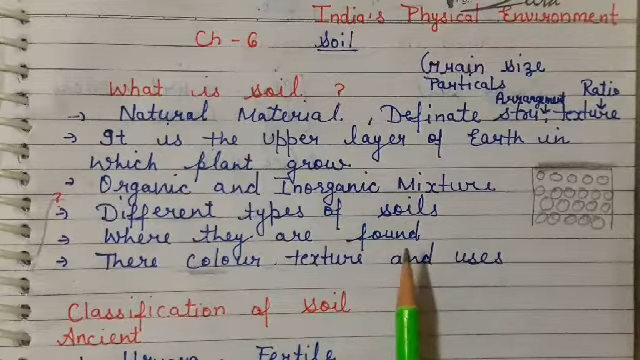 India's Physical Environment
Ch - 6 Soil
Grain size
Particals
What is soil ?
Arrangement Ratio
→ Natural Material, Definate texture
→ It is the upper layer of Earth in
which plant grow
→ Organic and Inorganic Mixture
→ Different types of soils
→ Where they are found
→ There colour texture and uses
Classification of Soil
Ancient
Fertile